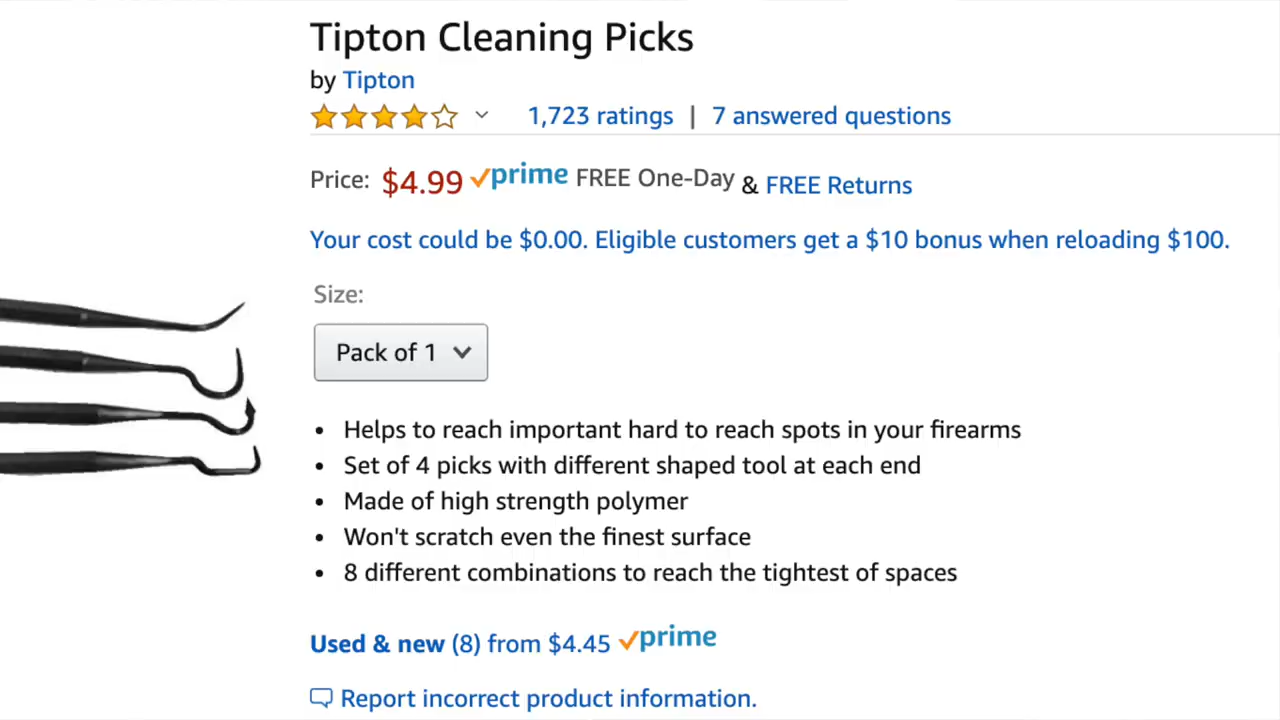 Tipton Cleaning Picks
by Tipton
1,723 ratings | 7 answered questions
Price: $4.99 prime FREE One-Day & FREE Returns
Your cost could be $0.00. Eligible customers get a $10 bonus when reloading $100.
Size:
Pack of 1
• Helps to reach important hard to reach spots in your firearms
• Set of 4 picks with different shaped tool at each end
• Made of high strength polymer
• Won't scratch even the finest surface
• 8 different combinations to reach the tightest of spaces
Used & new (8) from $4.45 prime
Report incorrect product information.